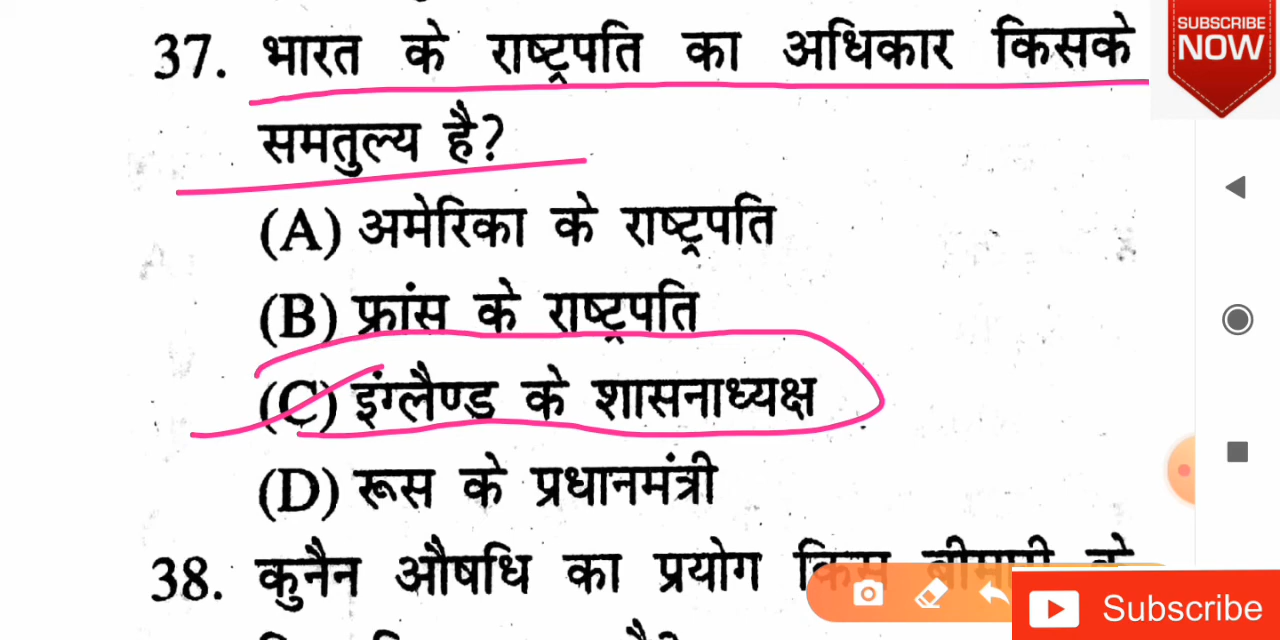 SUBSCRIBE
NOW
37. भारत के राष्ट्रपति का अधिकार किसके
समतुल्य है?
(A) अमेरिका के राष्ट्रपति
(B) फ्रांस के राष्ट्रपति
(C) इंग्लैण्ड के शासनाध्यक्ष
(D) रूस के प्रधानमंत्री
38. कुनैन औषधि का प्रयोग किस बीमारी
Subscribe